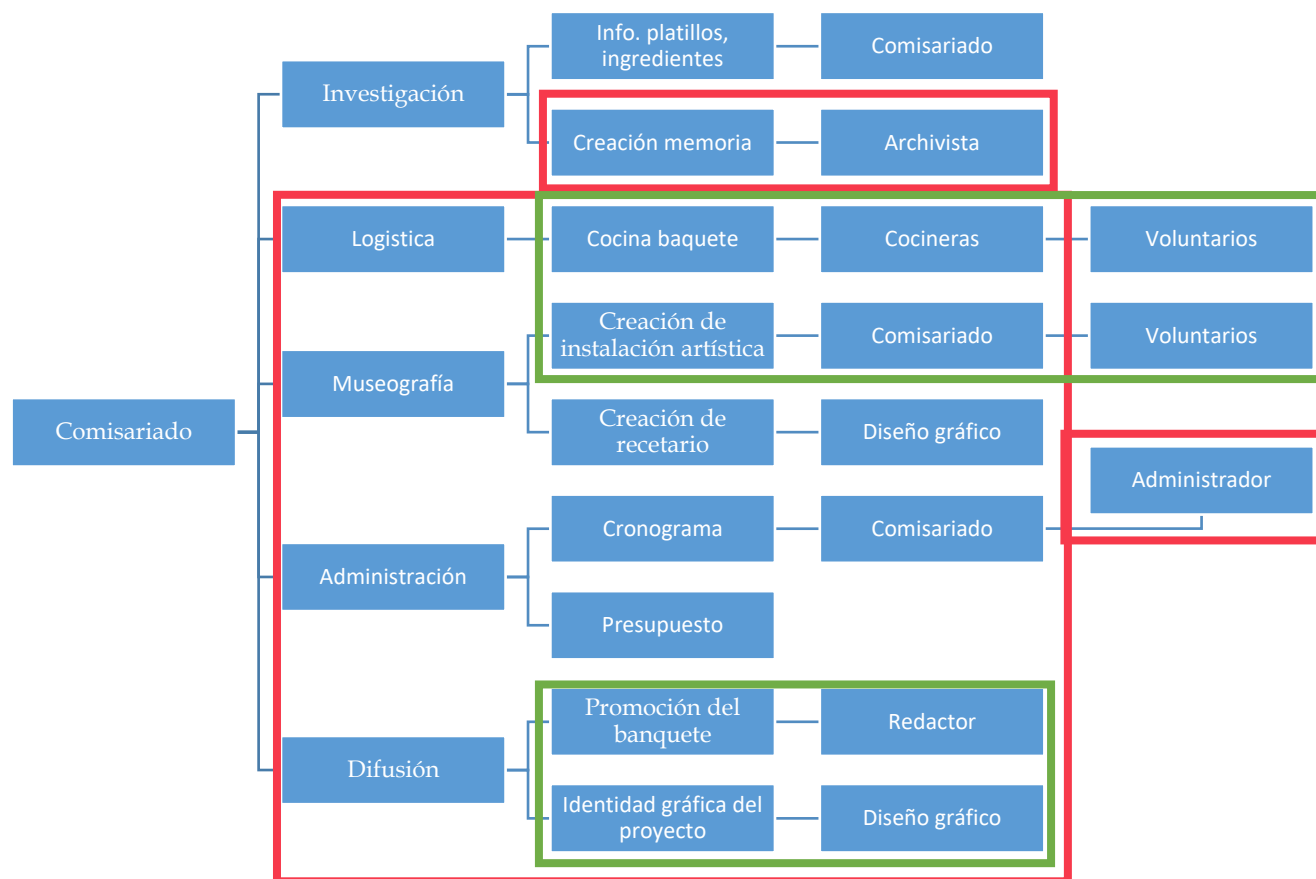 Info. platillos,
ingredientes
Comisariado
Investigación
Creación memoria
Archivista
Logistica
Cocina baquete
Cocineras
Voluntarios
Creación de
instalación artística
Comisariado
Voluntarios
Museografía
Creación de
recetario
Diseño gráfico
Comisariado
Administrador
Cronograma
Comisariado
Administración
Presupuesto
Promoción del
banquete
Redactor
Difusión
Identidad gráfica del
proyecto
Diseño gráfico